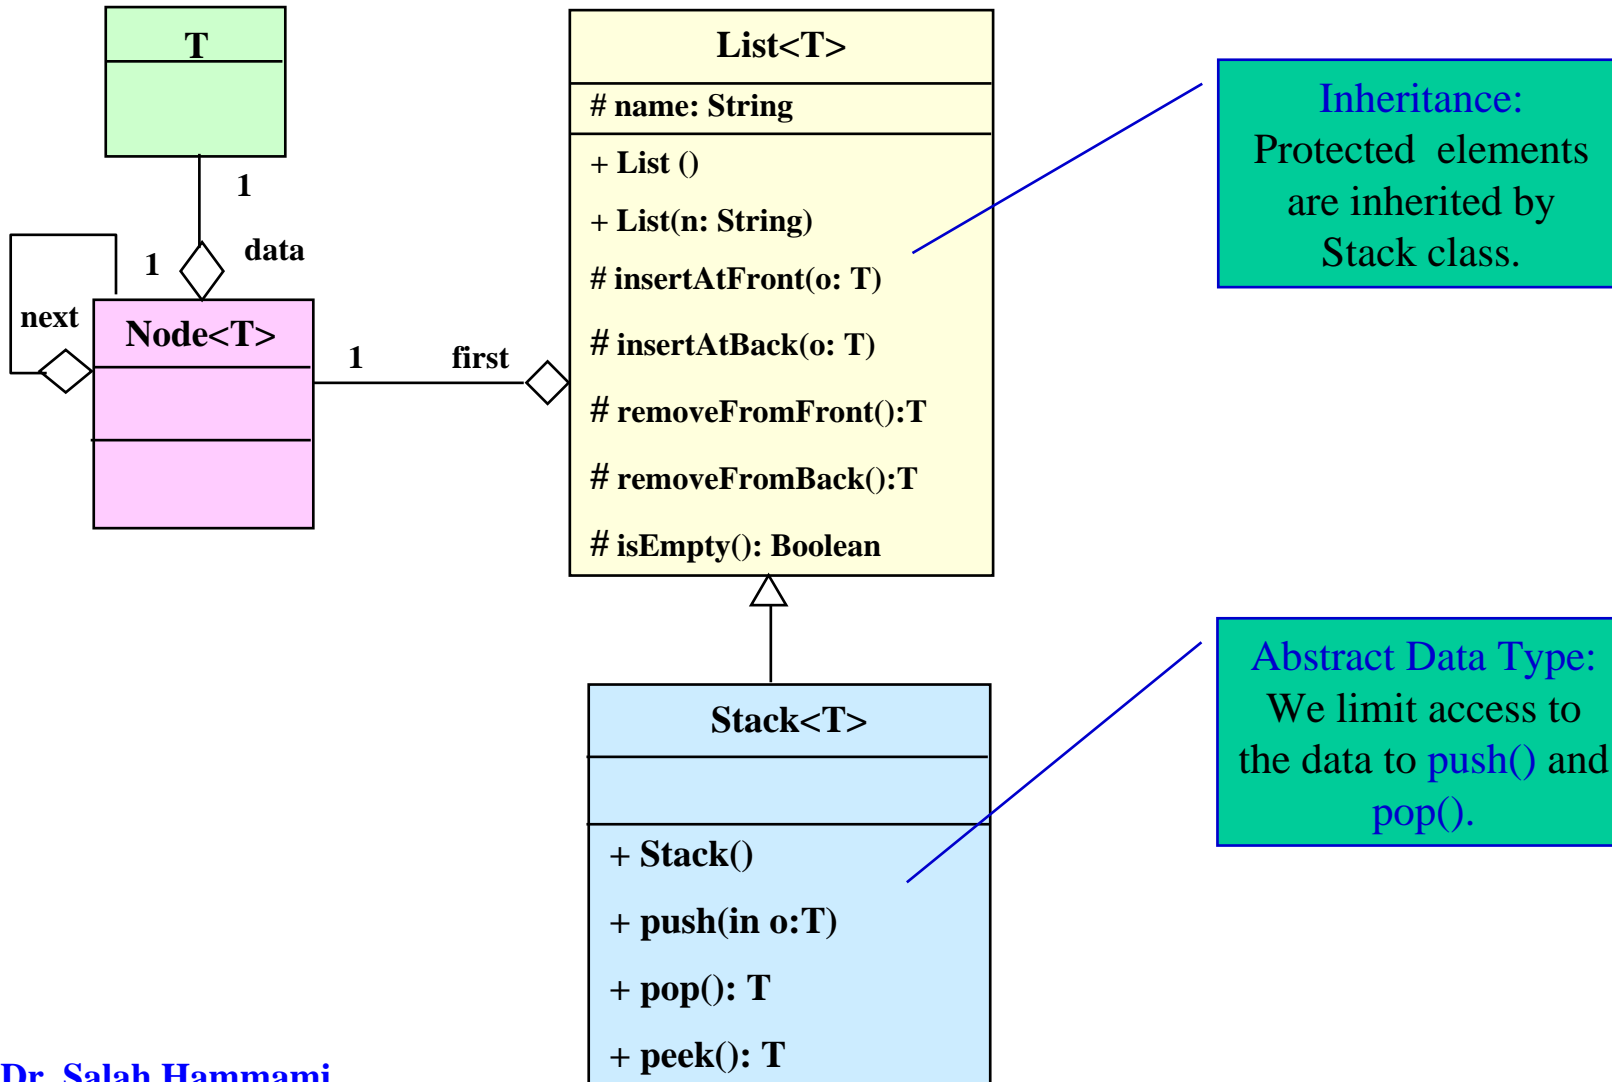 T
1
data
1
next
Node<T>
1
first
List<T>
# name: String
+ List ()
+ List(n: String)
# insertAtFront(o: T)
# insertAtBack(o: T)
# removeFromFront():T
# removeFromBack():T
# isEmpty(): Boolean
Inheritance:
Protected elements
are inherited by
Stack class.
Stack<T>
+ Stack()
+ push(in o:T)
+ pop(): T
+ peek(): T
Abstract Data Type:
We limit access to
the data to push() and
pop().
Dr. Salah Hammami